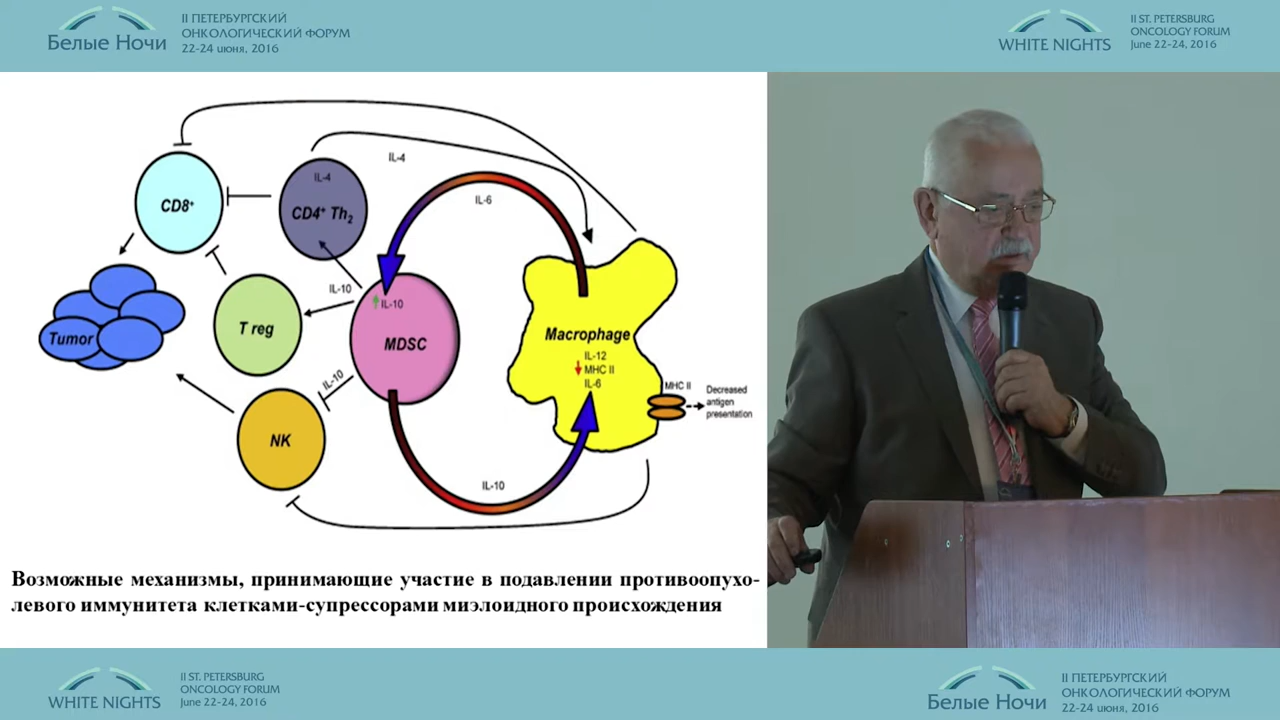 II ПЕТЕРБУРГСКИЙ
ОНКОЛОГИЧЕСКИЙ ФОРУМ
Белые Ночи
22-24 июня, 2016
II ST. PETERSBURG
ONCOLOGY FORUM
WHITE NIGHTS
June 22-24, 2016
IL-4
IL-4
CD8+
CD4+ Th2
IL-6
IL-10
IL-10
T reg
MDSC
Tumor
Macrophage
IL-12
MHC II
IL-6
MHC II
Decreased
antigen
presentation
IL-10
NK
IL-10
Возможные механизмы, принимающие участие в подавлении противоопухо-
левого иммунитета клетками-супрессорами миэлоидного происхождения
II ST. PETERSBURG
ONCOLOGY FORUM
WHITE NIGHTS
June 22-24, 2016
II ПЕТЕРБУРГСКИЙ
ОНКОЛОГИЧЕСКИЙ ФОРУМ
Белые Ночи
22-24 июня, 2016